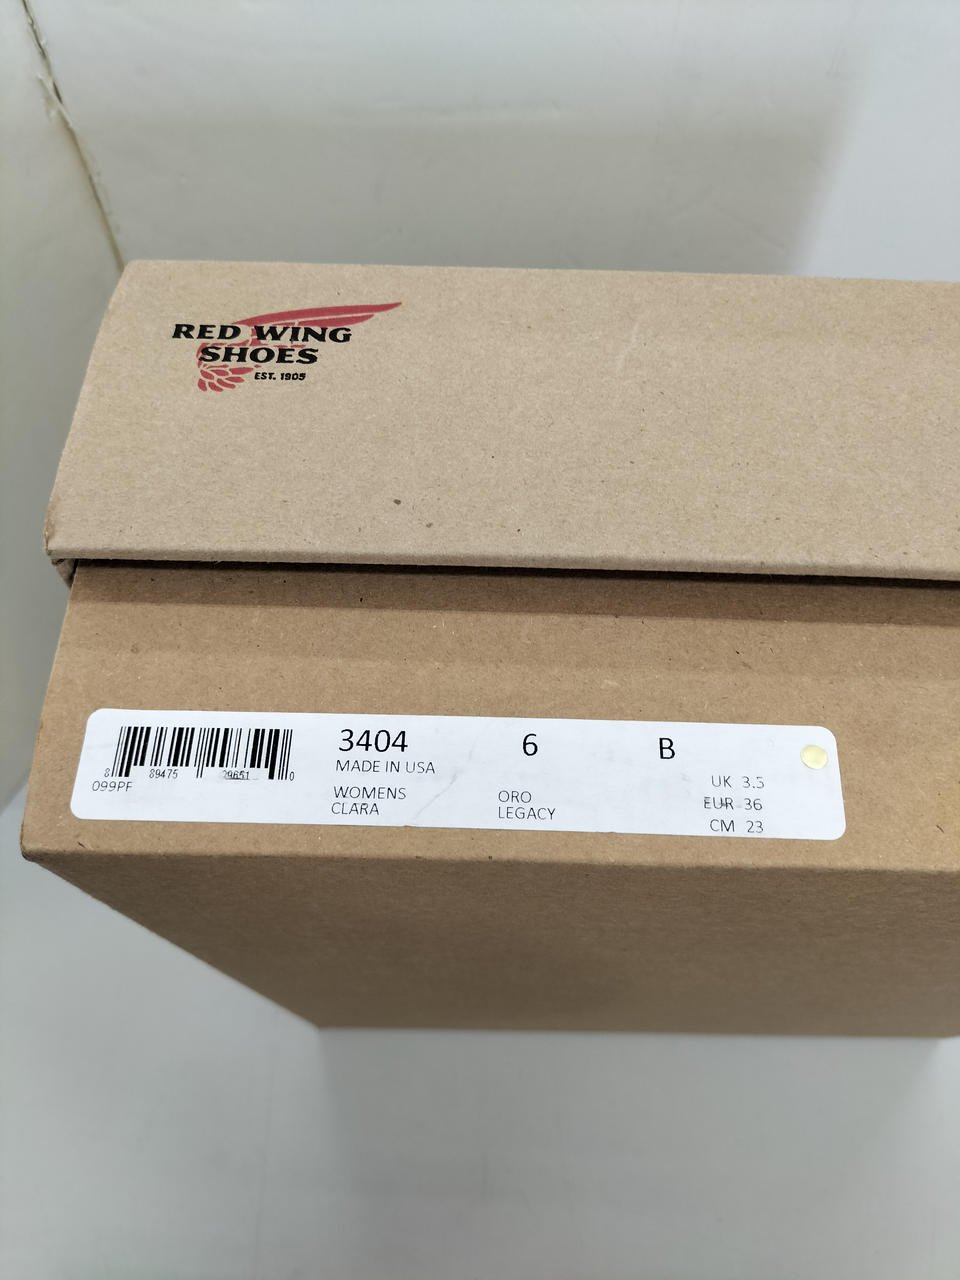 RED WING
SHOES
EST. 1905
3404 6 B
MADE IN USA
8 89475 29651 0
099PF
WOMENS ORO
CLARA LEGACY
UK 3.5
EUR 36
CM 23